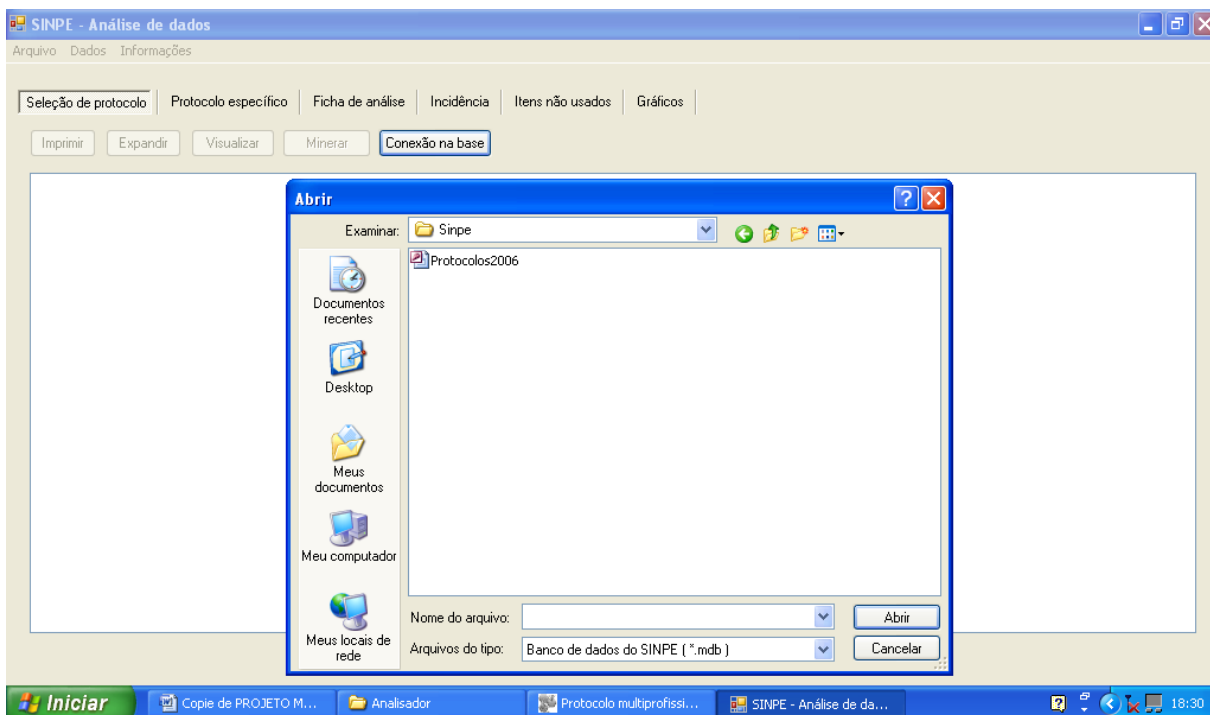 SINPE - Análise de dados
Arquivo Dados Informações
Seleção de protocolo Protocolo específico Ficha de análise Incidência Itens não usados Gráficos
Imprimir Expandir Visualizar Minerar Conexão na base
Abrir
Examinar: Sinpe
Protocolos2006
Documentos
recentes
Desktop
Meus
documentos
Meu computador
Meus locais de
rede
Nome do arquivo: Abrir
Arquivos do tipo: Banco de dados do SINPE ( *.mdb ) Cancelar
Iniciar Copie de PROJETO M... Analisador Protocolo multiprofissi... SINPE - Análise de da... 18:30